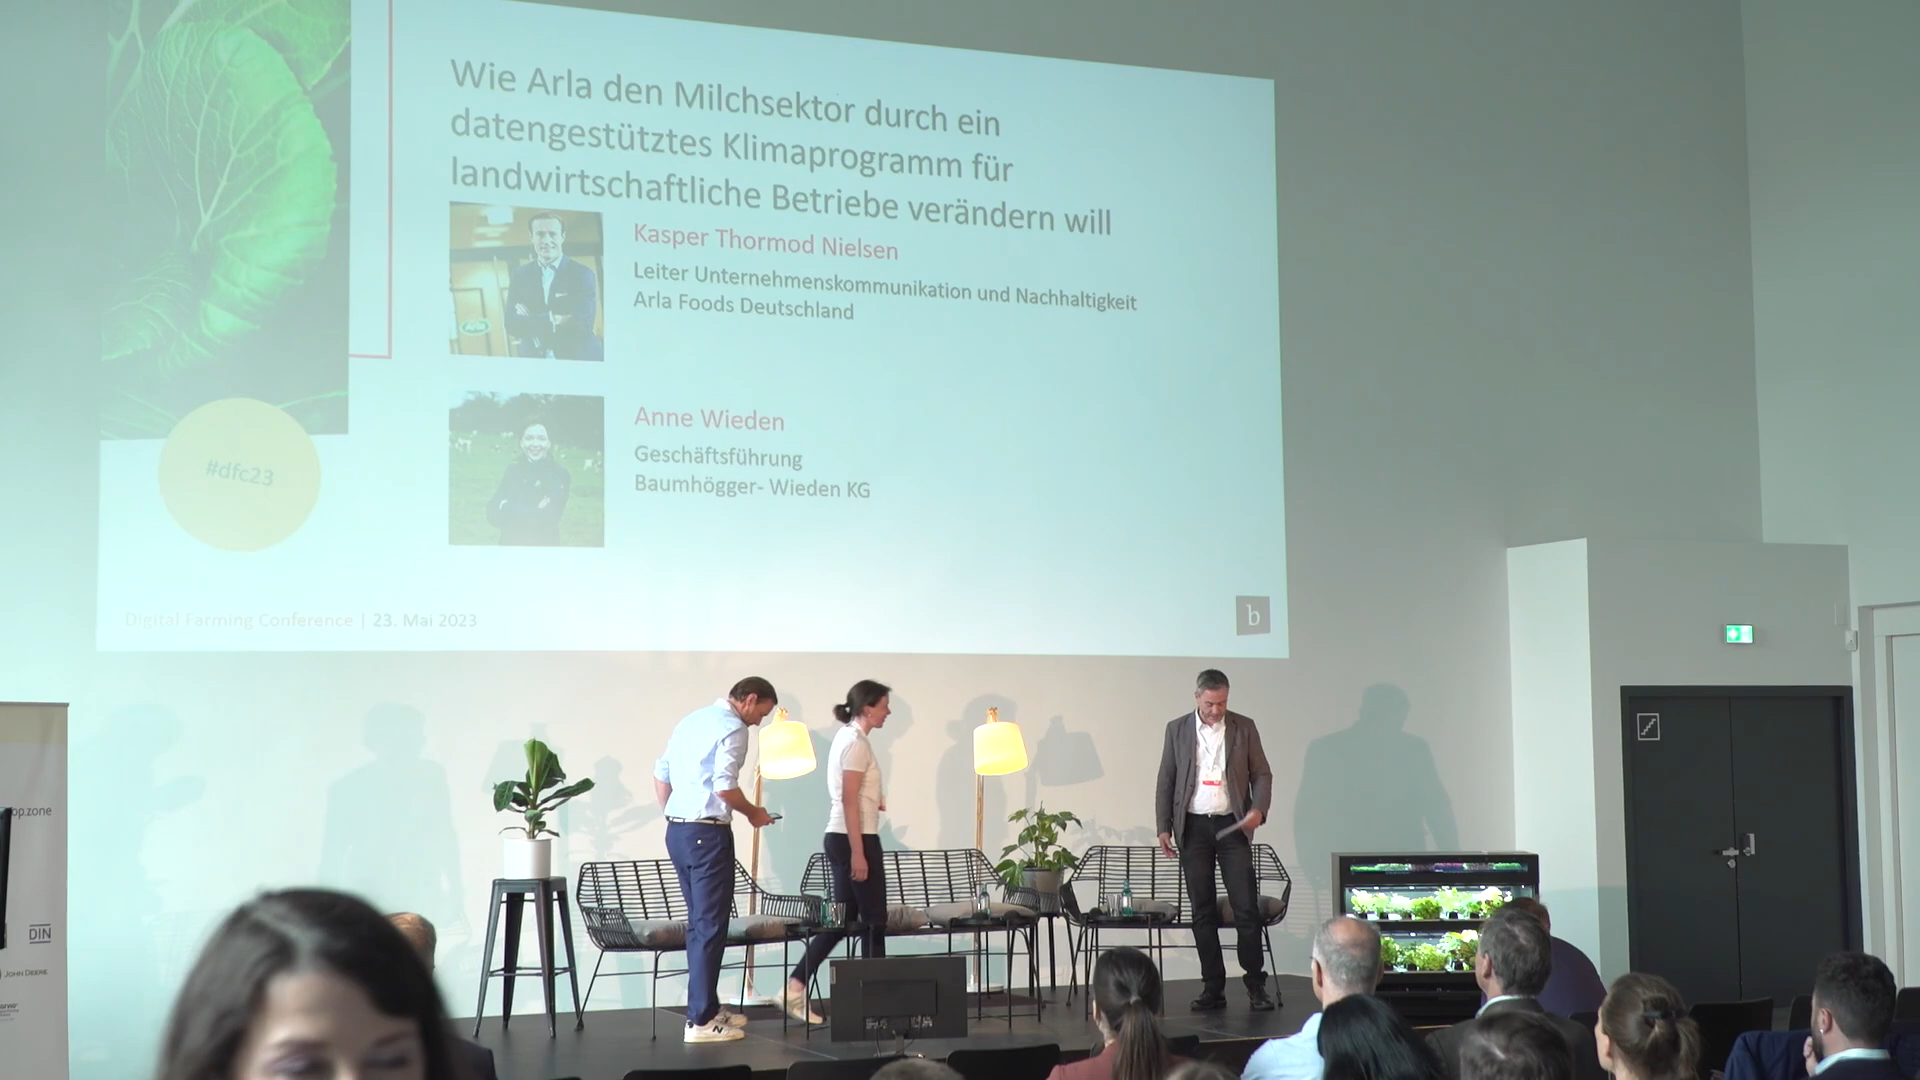 Wie Arla den Milchsektor durch ein
datengestütztes Klimaprogramm für
landwirtschaftliche Betriebe verändern will
Kasper Thormod Nielsen
Leiter Unternehmenskommunikation und Nachhaltigkeit
Arla Foods Deutschland
Anne Wieden
Geschäftsführung
Baumhögger- Wieden KG
#dfc23
Digital Farming Conference | 23. Mai 2023
b
op.zone
DIN
JOHN DEERE